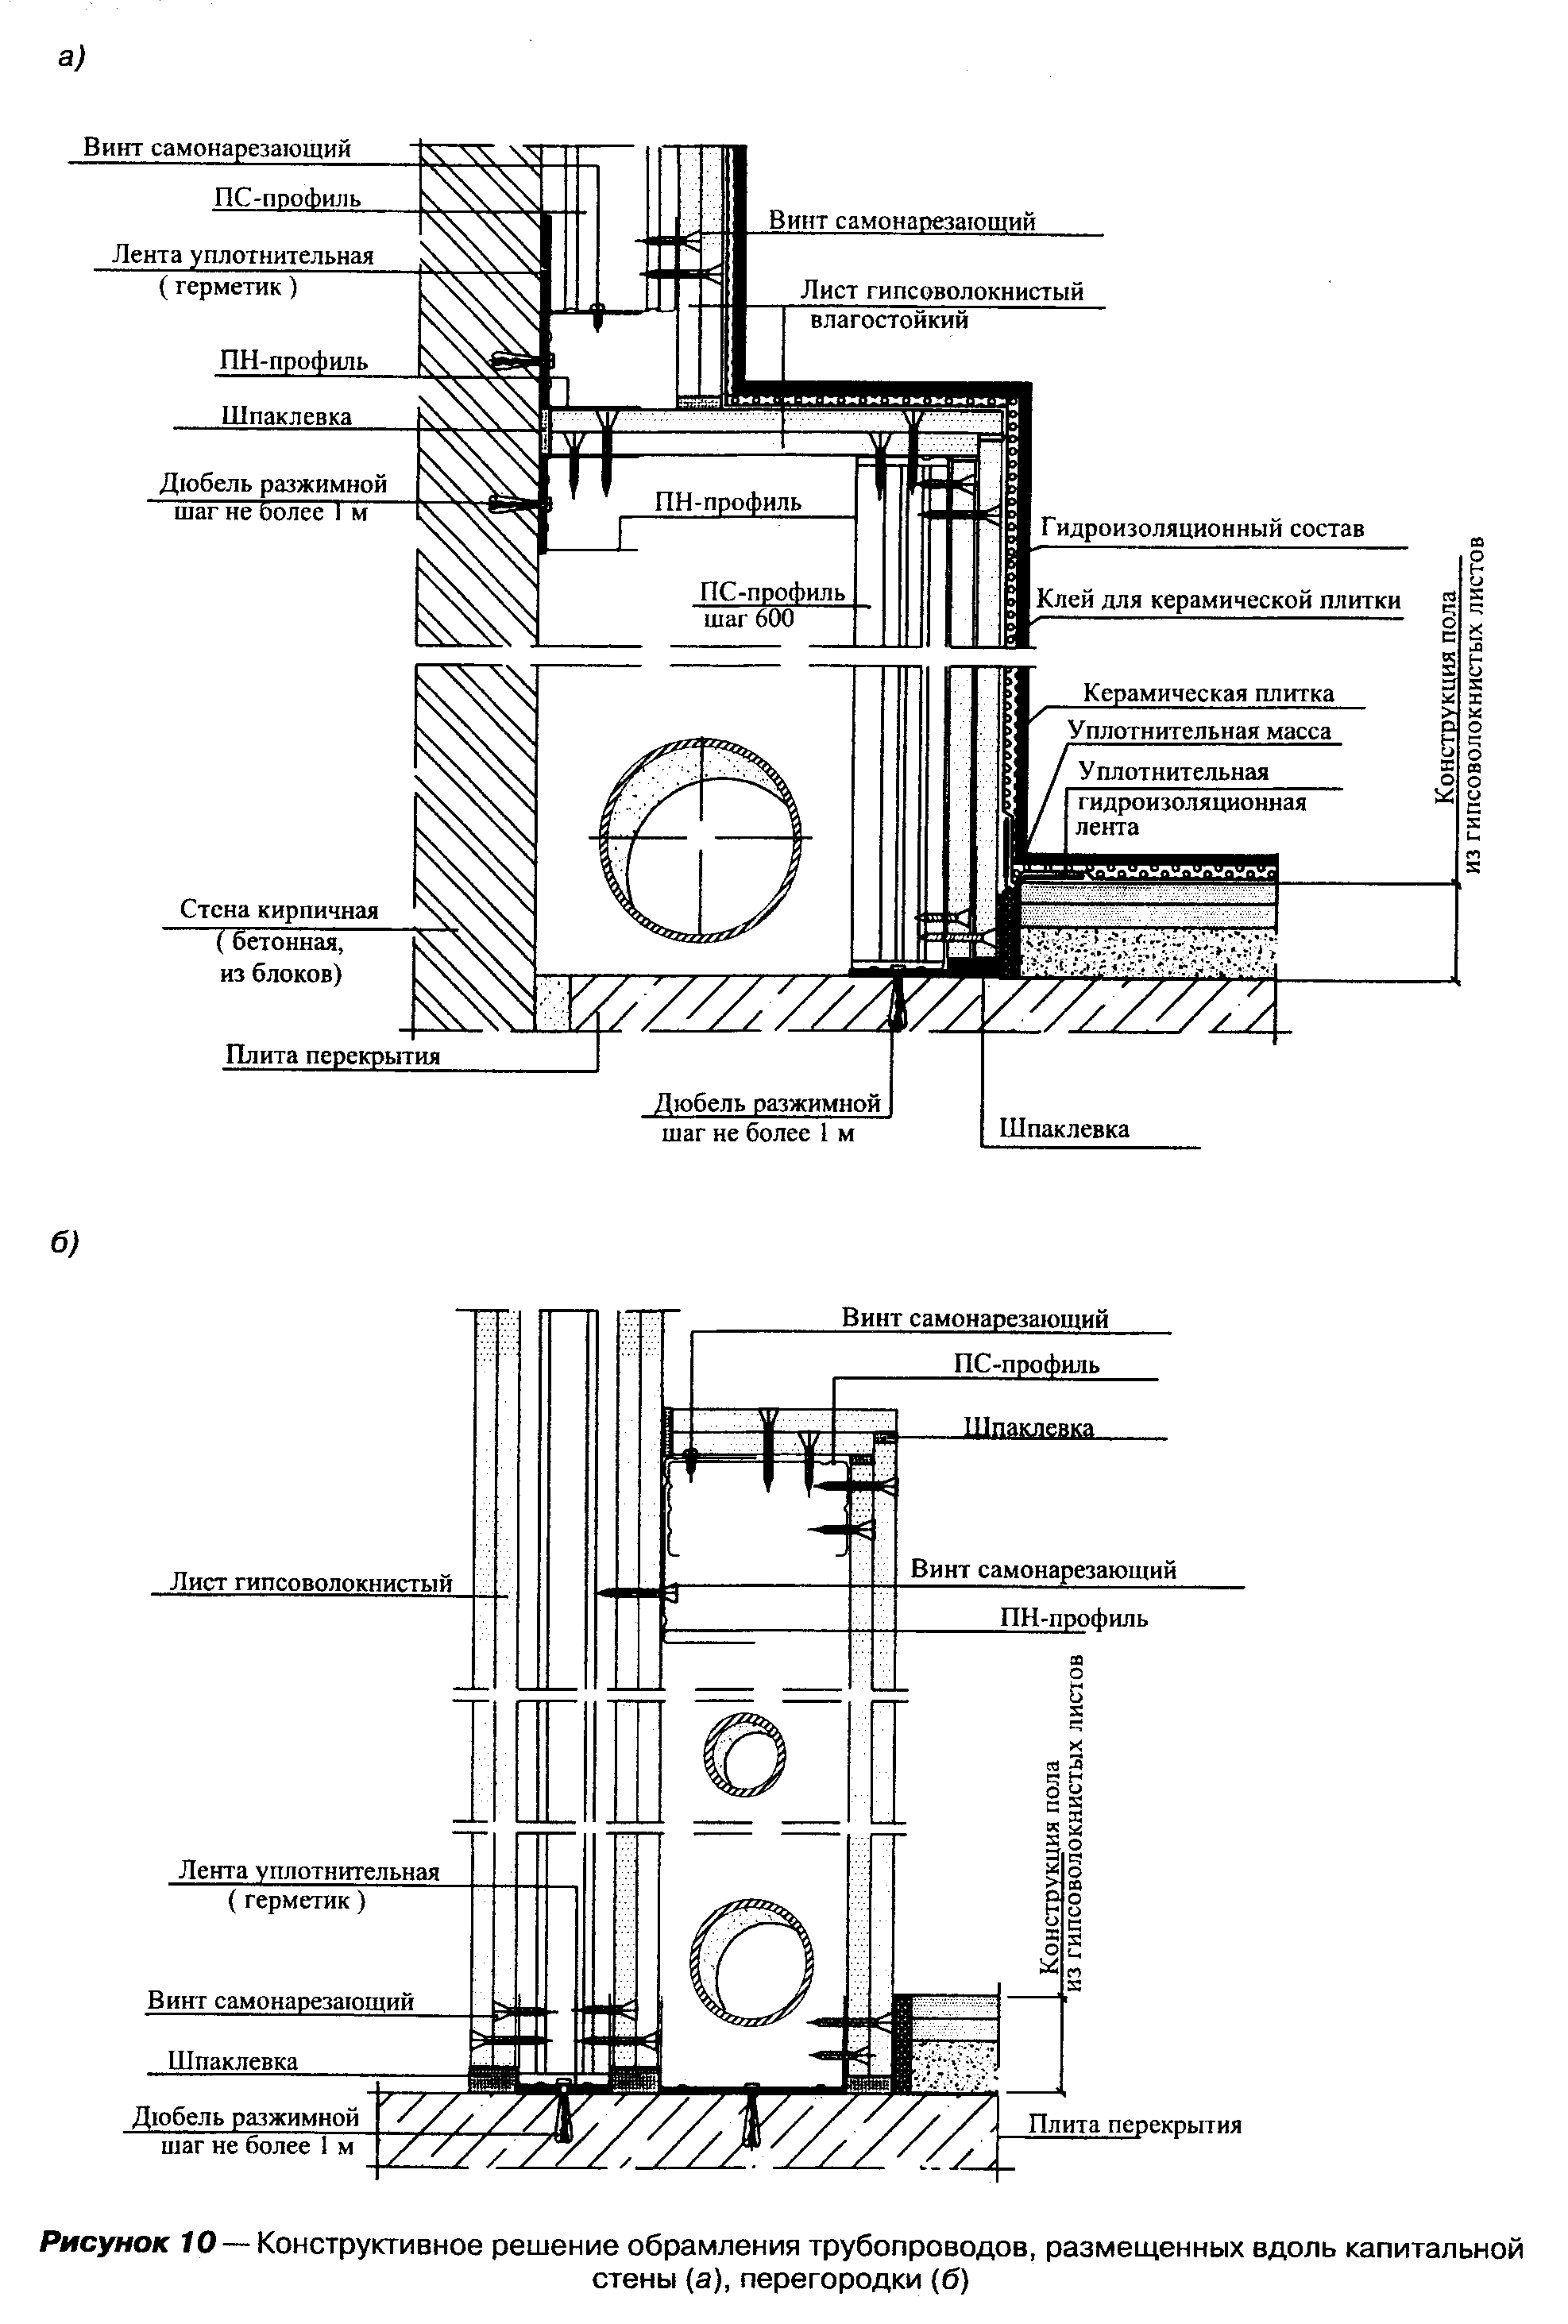 а)
Винт самонарезающий
ПС-профиль
Лента уплотнительная
( герметик )
ПН-профиль
Шпаклевка
Дюбель разжимной
шаг не более 1 м
Винт самонарезающий
Лист гипсоволокнистый
влагостойкий
ПН-профиль
ПС-профиль
шаг 600
Гидроизоляционный состав
Клей для керамической плитки
Керамическая плитка
Уплотнительная масса
Уплотнительная
гидроизоляционная
лента
Конструкция пола
из гипсоволокнистых листов
Стена кирпичная
( бетонная,
из блоков)
Плита перекрытия
Дюбель разжимной
шаг не более 1 м
Шпаклевка
б)
Винт самонарезающий
ПС-профиль
Шпаклевка
Лист гипсоволокнистый
Винт самонарезающий
ПН-профиль
Конструкция пола
из гипсоволокнистых листов
Лента уплотнительная
( герметик )
Винт самонарезающий
Шпаклевка
Дюбель разжимной
шаг не более 1 м
Плита перекрытия
Рисунок 10 — Конструктивное решение обрамления трубопроводов, размещенных вдоль капитальной
стены (а), перегородки (б)